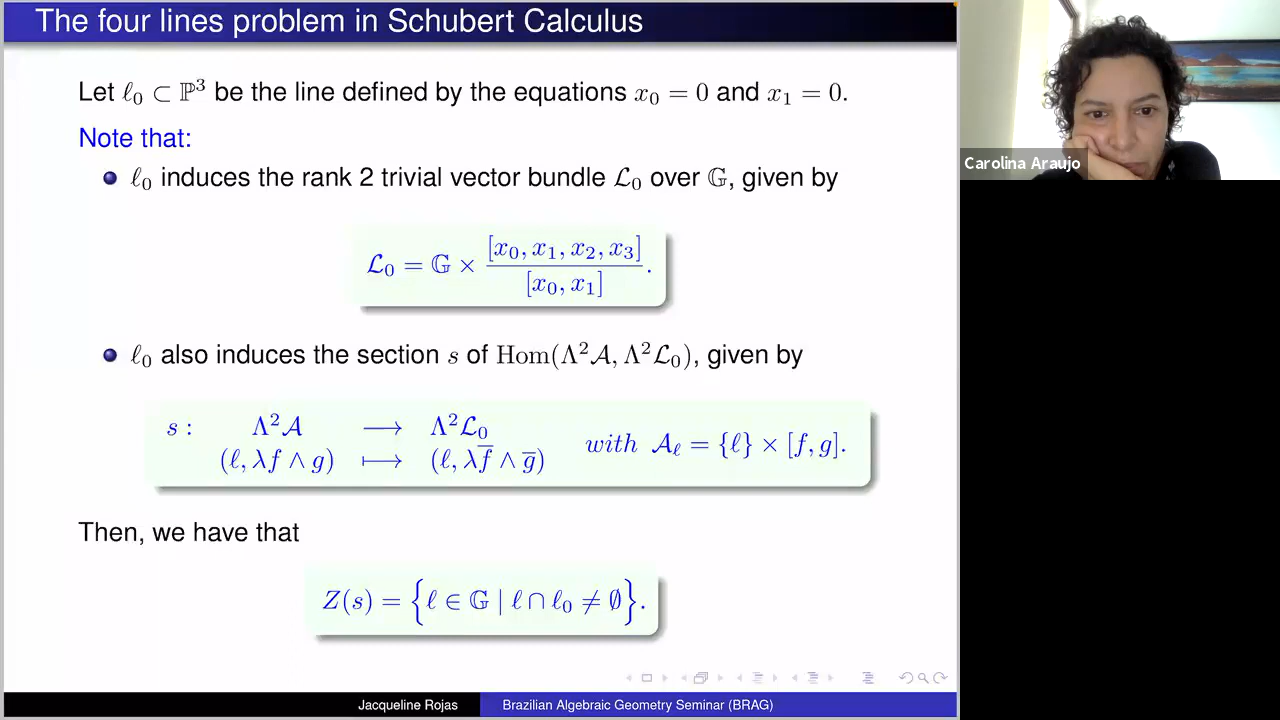 The four lines problem in Schubert Calculus
Let ℓ₀ ⊂ ℙ³ be the line defined by the equations x₀ = 0 and x₁ = 0.
Note that:
ℓ₀ induces the rank 2 trivial vector bundle ℒ₀ over 𝔾, given by
ℒ₀ = 𝔾 × [x₀, x₁, x₂, x₃] / [x₀, x₁] .
ℓ₀ also induces the section s of Hom(Λ²𝒜, Λ²ℒ₀), given by
s : Λ²𝒜 ⟶ Λ²ℒ₀
(ℓ, λf ∧ g) ⟼ (ℓ, λf̅ ∧ g̅) with 𝒜_ℓ = {ℓ} × [f, g].
Then, we have that
Z(s) = {ℓ ∈ 𝔾 | ℓ ∩ ℓ₀ ≠ ∅}.
Jacqueline Rojas Brazilian Algebraic Geometry Seminar (BRAG)
Carolina Araujo